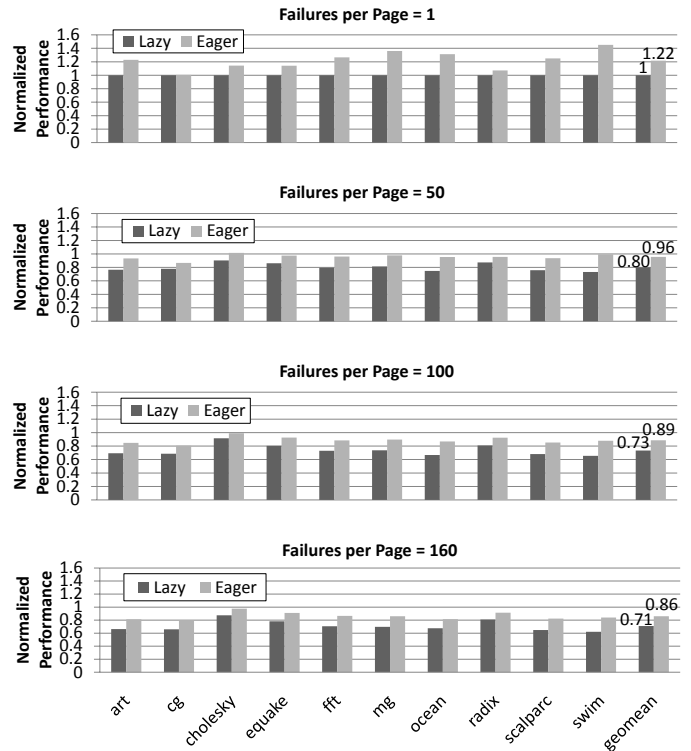 Failures per Page = 1
Normalized
Performance
1.6
1.4
1.2
1
0.8
0.6
0.4
0.2
0
Lazy Eager
1.22
1
Failures per Page = 50
Normalized
Performance
1.6
1.4
1.2
1
0.8
0.6
0.4
0.2
0
Lazy Eager
0.96
0.80
Failures per Page = 100
Normalized
Performance
1.6
1.4
1.2
1
0.8
0.6
0.4
0.2
0
Lazy Eager
0.89
0.73
Failures per Page = 160
Normalized
Performance
1.6
1.4
1.2
1
0.8
0.6
0.4
0.2
0
Lazy Eager
0.86
0.71
art
cg
cholesky
equake
fft
mg
ocean
radix
scalparc
swim
geomean